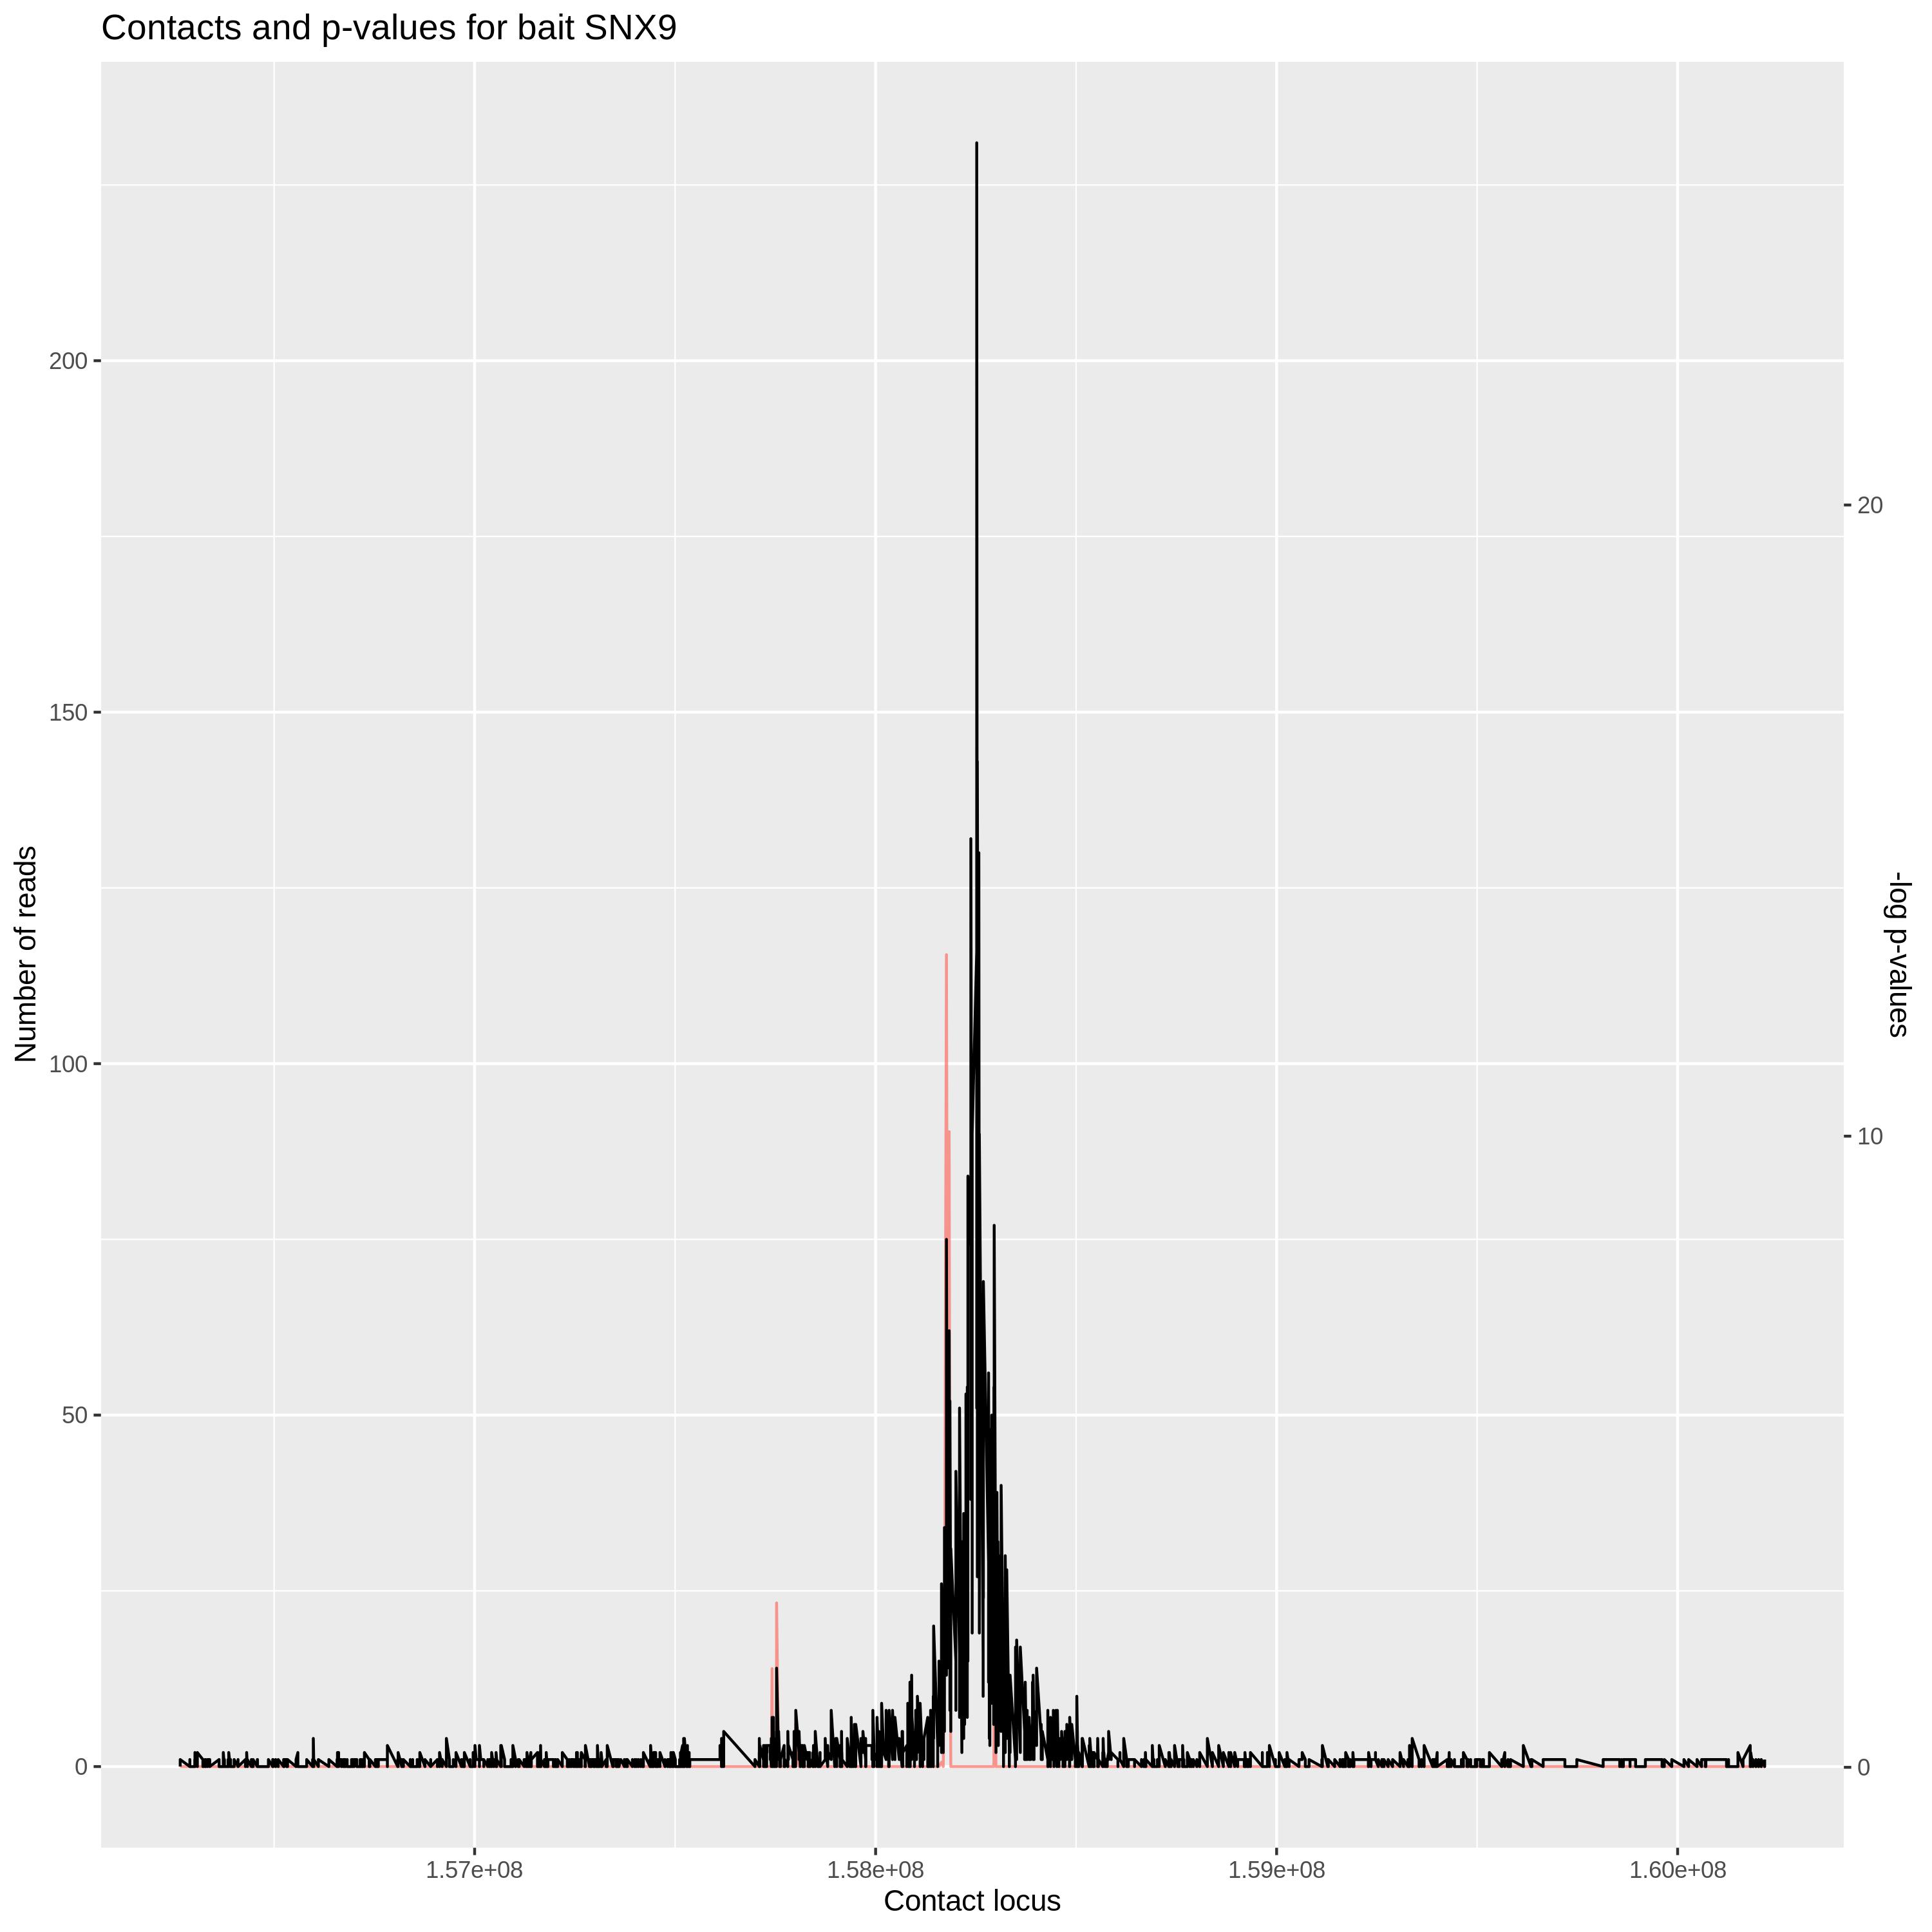 Contacts and p-values for bait SNX9
Number of reads
200
150
100
50
0
20
10
0
-log p-values
1.57e+08
1.58e+08
1.59e+08
1.60e+08
Contact locus